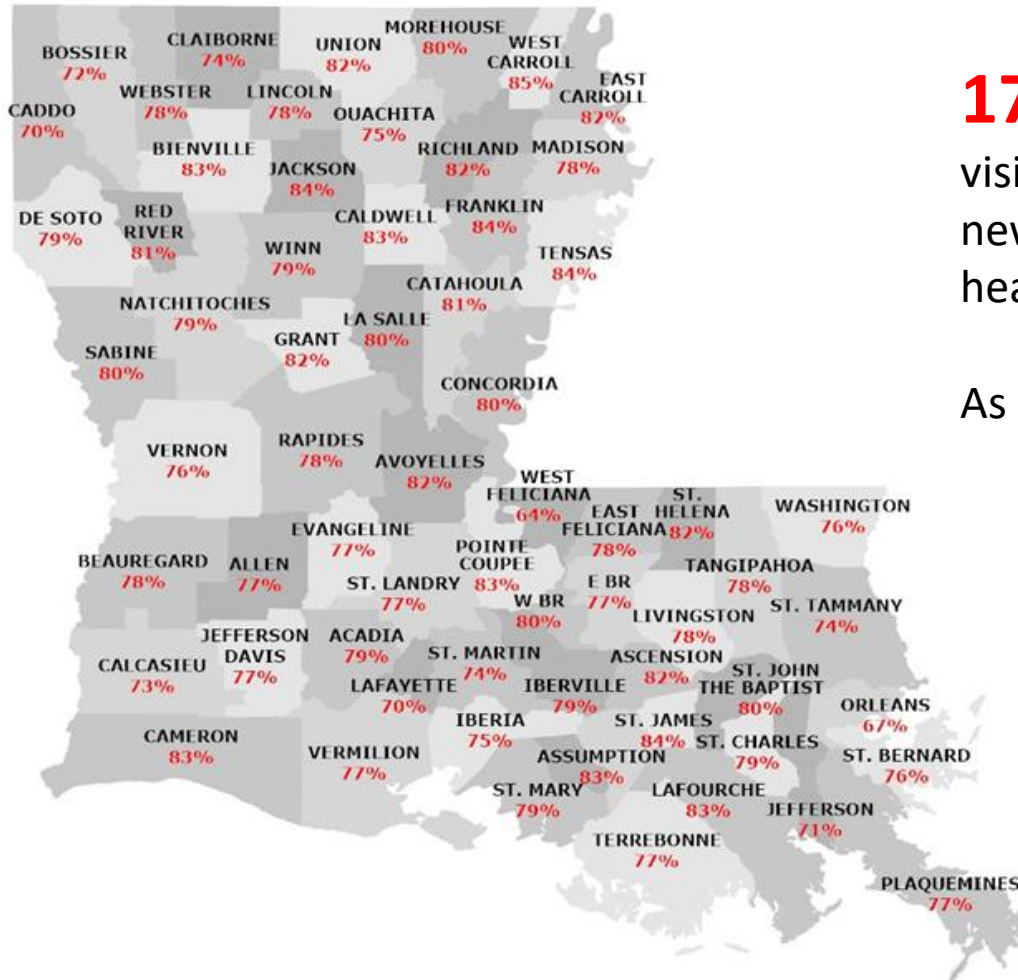 MOREHOUSE
80%
CLAIBORNE
74%
UNION
82%
WEST
CARROLL
85%
BOSSIER
72%
EAST
CARROLL
82%
WEBSTER
78%
LINCOLN
78%
CADDO
70%
OUACHITA
75%
BIENVILLE
83%
RICHLAND
82%
MADISON
78%
JACKSON
84%
DE SOTO
79%
RED
RIVER
81%
CALDWELL
83%
FRANKLIN
84%
WINN
79%
TENSAS
84%
CATAHOULA
81%
NATCHITOCHES
79%
LA SALLE
80%
GRANT
82%
SABINE
80%
CONCORDIA
80%
VERNON
76%
RAPIDES
78%
AVOYELLES
82%
WEST
FELICIANA
64%
EAST
FELICIANA
78%
ST.
HELENA
82%
WASHINGTON
76%
EVANGELINE
77%
POINTE
COUPEE
83%
BEAUREGARD
78%
ALLEN
77%
ST. LANDRY
77%
E BR
77%
TANGIPAHOA
78%
W BR
80%
LIVINGSTON
78%
ST. TAMMANY
74%
JEFFERSON
DAVIS
77%
ACADIA
79%
ST. MARTIN
74%
ASCENSION
82%
CALCASIEU
73%
ST. JOHN
THE BAPTIST
80%
LAFAYETTE
70%
IBERVILLE
79%
ORLEANS
67%
IBERIA
75%
ST. JAMES
84%
CAMERON
83%
VERMILION
77%
ST. CHARLES
79%
ASSUMPTION
83%
ST. BERNARD
76%
ST. MARY
79%
LAFOURCHE
83%
JEFFERSON
71%
TERREBONNE
77%
PLAQUEMINES
77%
17
visi
hea
As